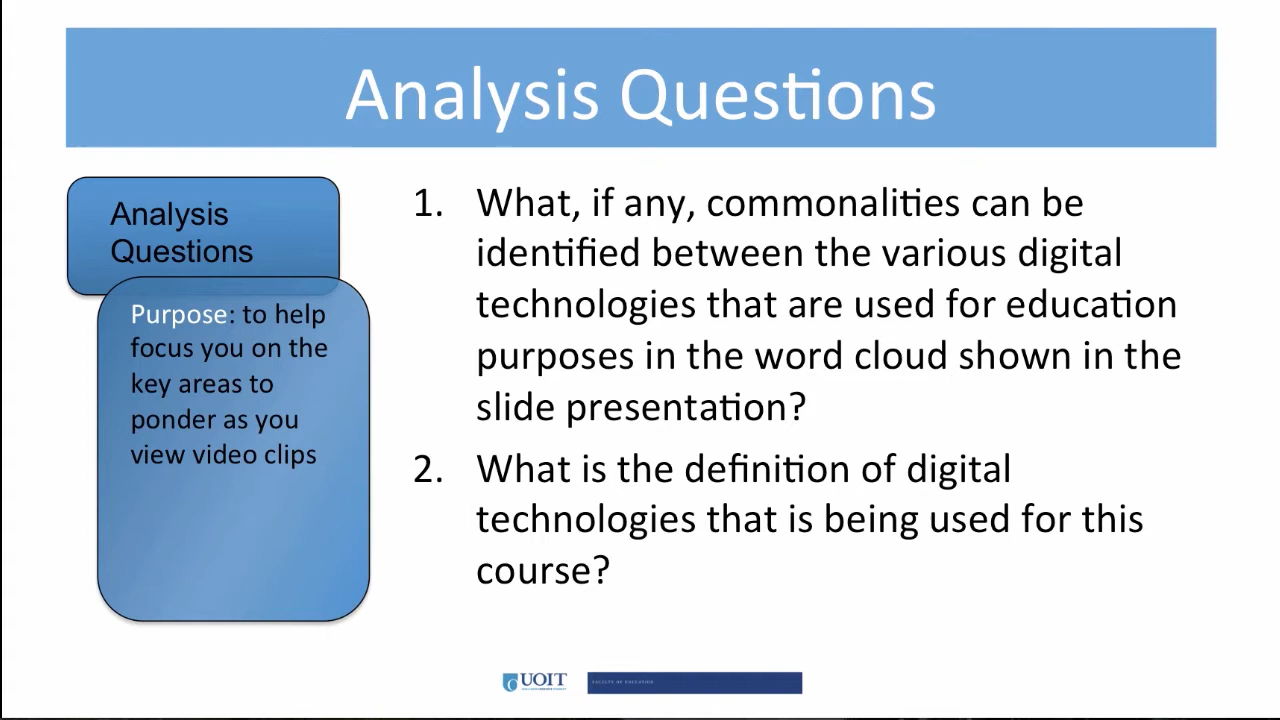 Analysis Questions
Analysis
Questions
Purpose: to help
focus you on the
key areas to
ponder as you
view video clips
1. What, if any, commonalities can be
identified between the various digital
technologies that are used for education
purposes in the word cloud shown in the
slide presentation?
2. What is the definition of digital
technologies that is being used for this
course?
UOIT
FACULTY OF EDUCATION